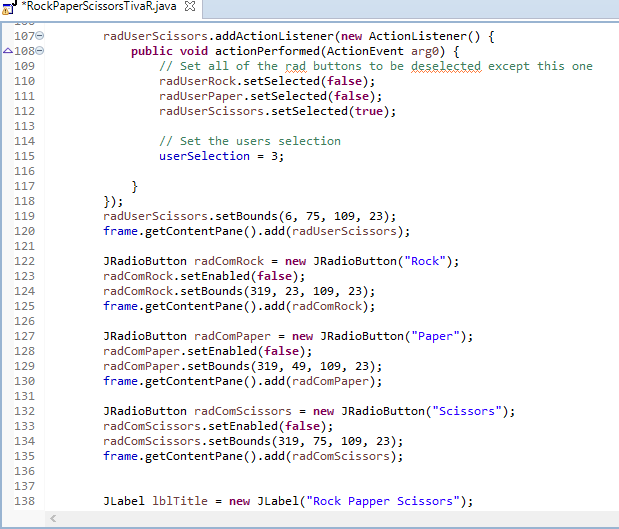 *RockPaperScissorsTivaR.java
107 radUserScissors.addActionListener(new ActionListener() {
108 public void actionPerformed(ActionEvent arg0) {
109 // Set all of the rad buttons to be deselected except this one
110 radUserRock.setSelected(false);
111 radUserPaper.setSelected(false);
112 radUserScissors.setSelected(true);
113
114 // Set the users selection
115 userSelection = 3;
116
117 }
118 });
119 radUserScissors.setBounds(6, 75, 109, 23);
120 frame.getContentPane().add(radUserScissors);
121
122 JRadioButton radComRock = new JRadioButton("Rock");
123 radComRock.setEnabled(false);
124 radComRock.setBounds(319, 23, 109, 23);
125 frame.getContentPane().add(radComRock);
126
127 JRadioButton radComPaper = new JRadioButton("Paper");
128 radComPaper.setEnabled(false);
129 radComPaper.setBounds(319, 49, 109, 23);
130 frame.getContentPane().add(radComPaper);
131
132 JRadioButton radComScissors = new JRadioButton("Scissors");
133 radComScissors.setEnabled(false);
134 radComScissors.setBounds(319, 75, 109, 23);
135 frame.getContentPane().add(radComScissors);
136
137
138 JLabel lblTitle = new JLabel("Rock Papper Scissors");